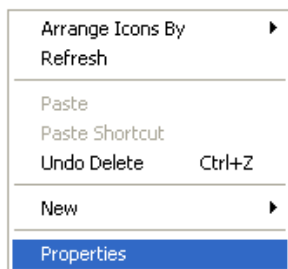 Arrange Icons By
Refresh
Paste
Paste Shortcut
Undo Delete Ctrl+Z
New
Properties